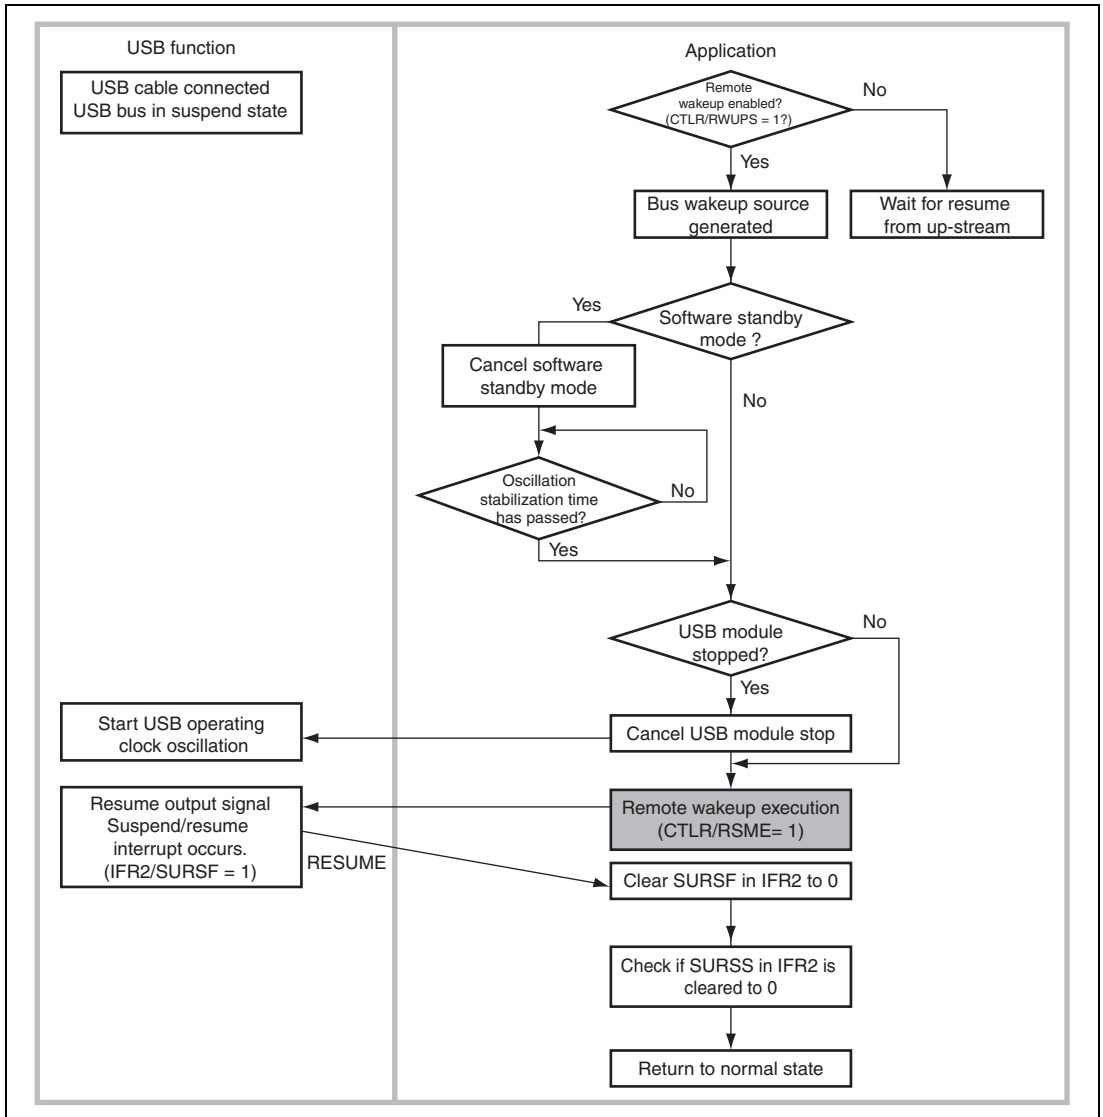 USB function
Application
USB cable connected
USB bus in suspend state
Remote
wakeup enabled?
(CTLR/RWUPS = 1?)
No
Yes
Bus wakeup source
generated
Wait for resume
from up-stream
Yes
Software standby
mode ?
Cancel software
standby mode
No
Oscillation
stabilization time
has passed?
No
Yes
USB module
stopped?
No
Yes
Start USB operating
clock oscillation
Cancel USB module stop
Resume output signal
Suspend/resume
interrupt occurs.
(IFR2/SURSF = 1)
Remote wakeup execution
(CTLR/RSME= 1)
RESUME
Clear SURSF in IFR2 to 0
Check if SURSS in IFR2 is
cleared to 0
Return to normal state